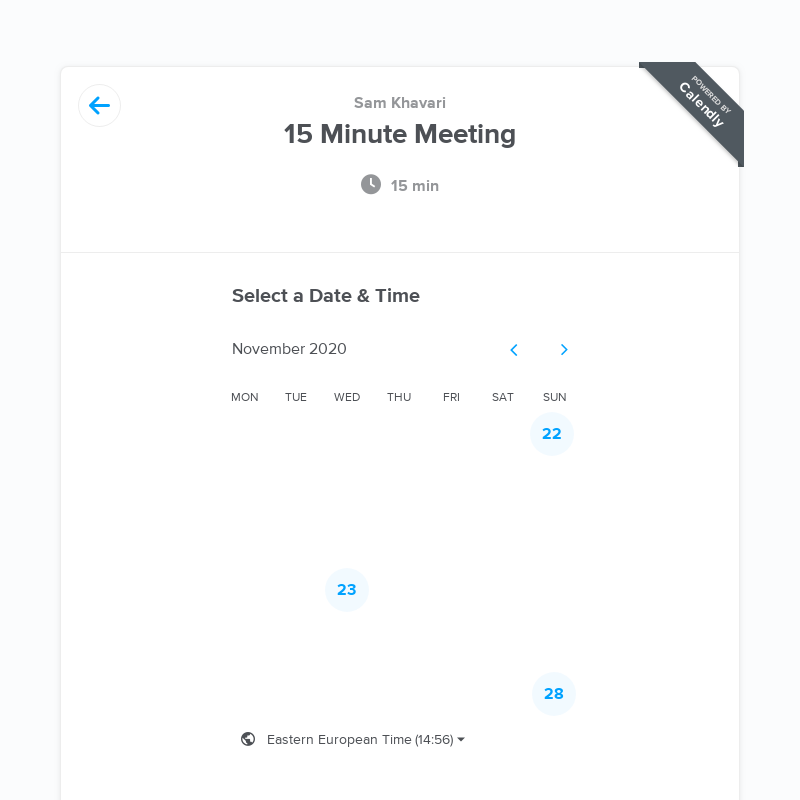 POWERED BY
Calendly
Sam Khavari
15 Minute Meeting
15 min
Select a Date & Time
November 2020
MON TUE WED THU FRI SAT SUN
22
23
28
Eastern European Time (14:56)